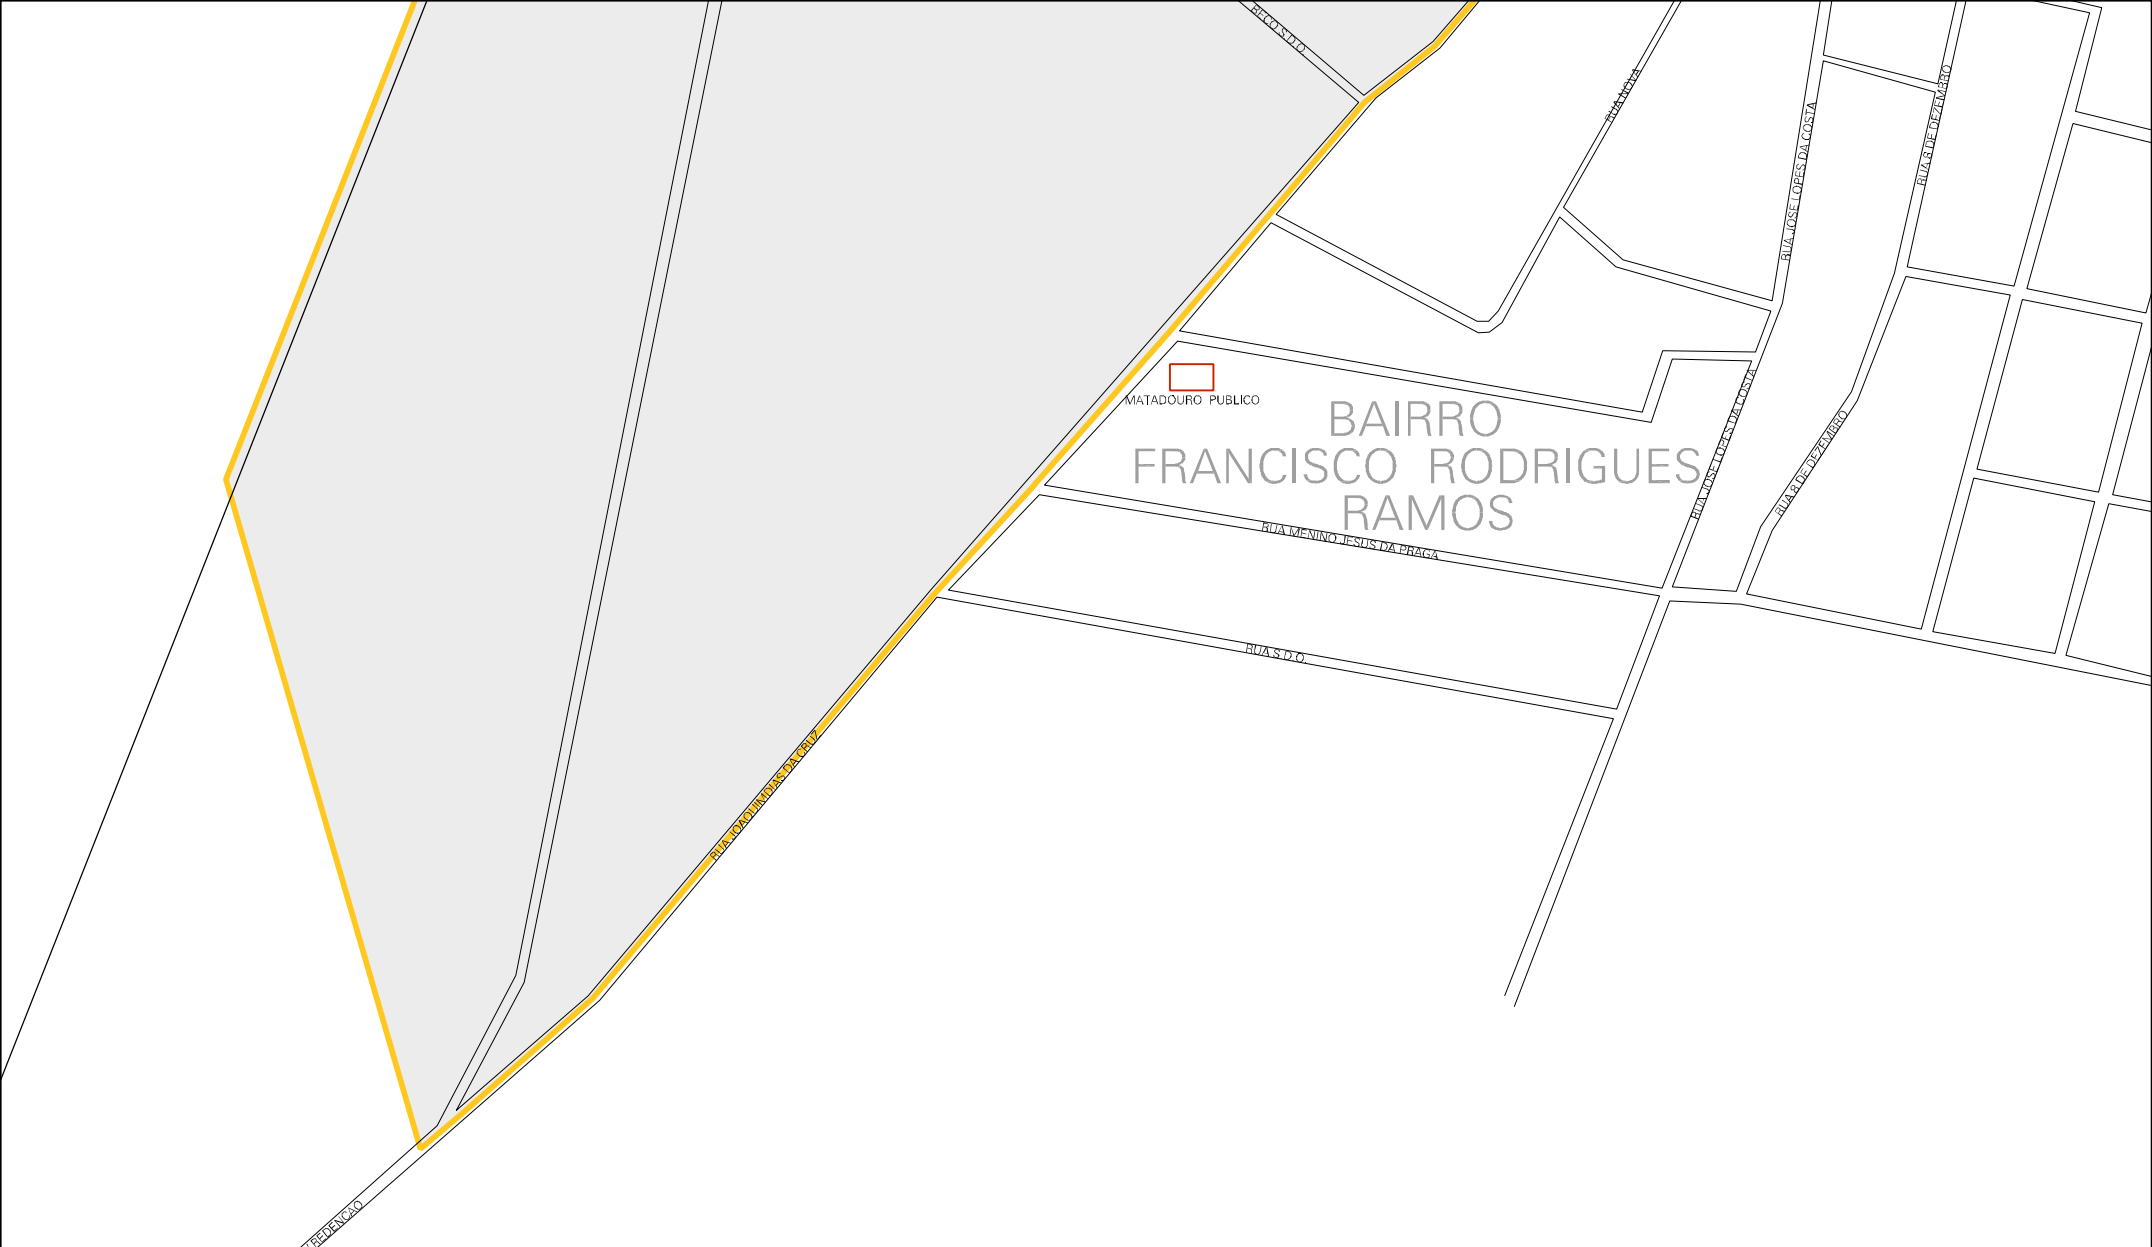 BECO S.D.O.
RUA NOVA
RUA JOSE LOPES DA COSTA
RUA 8 DE DEZEMBRO
MATADOURO PUBLICO
BAIRRO
FRANCISCO RODRIGUES
RAMOS
RUA JOSE LOPES DA COSTA
RUA 8 DE DEZEMBRO
RUA MENINO JESUS DA PRAGA
RUA S.D.O.
RUA JOAQUIM DIAS DA CRUZ
REDENCAO